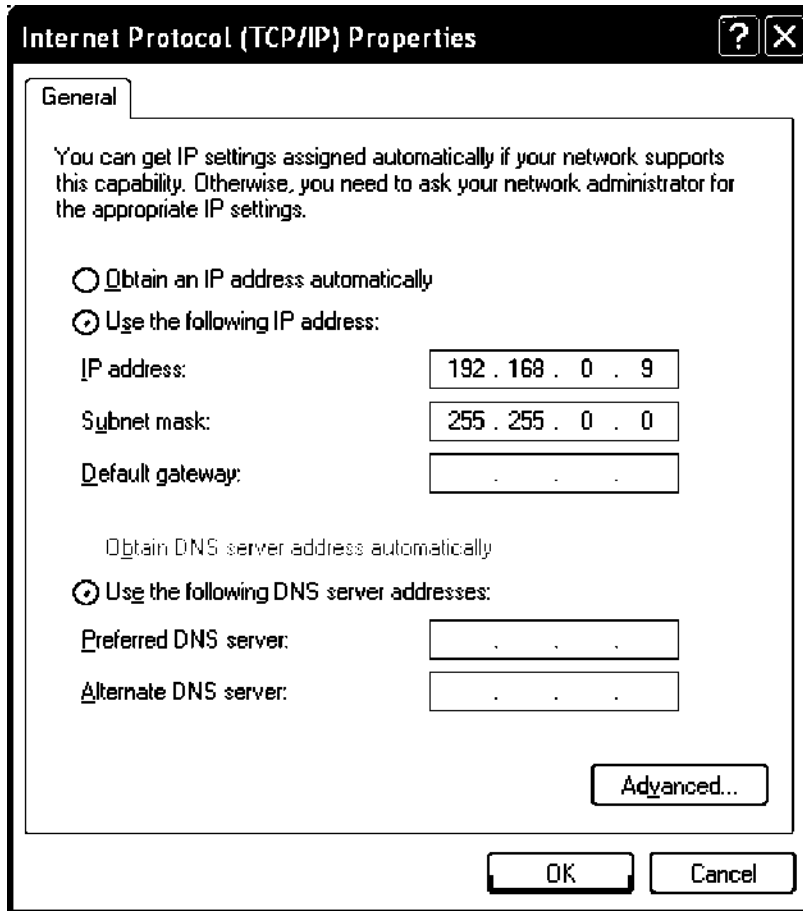 Internet Protocol (TCP/IP) Properties
General
You can get IP settings assigned automatically if your network supports
this capability. Otherwise, you need to ask your network administrator for
the appropriate IP settings.
Obtain an IP address automatically
Use the following IP address:
IP address: 192 . 168 . 0 . 9
Subnet mask: 255 . 255 . 0 . 0
Default gateway: . . .
Obtain DNS server address automatically
Use the following DNS server addresses:
Preferred DNS server: . . .
Alternate DNS server: . . .
Advanced...
OK Cancel